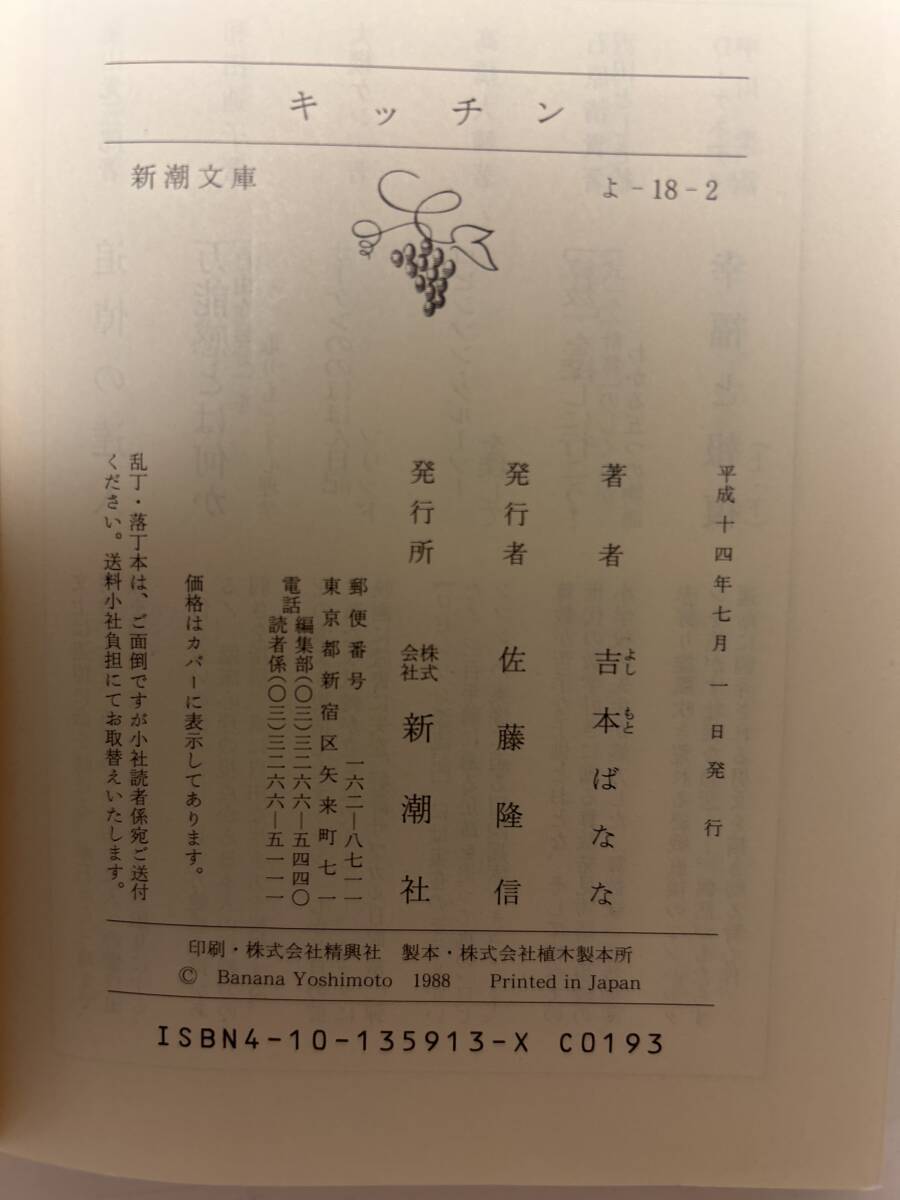 キッチン
新潮文庫 よ-18-2
平成十四年七月一日発行
著者 吉本ばなな
よし もと
発行者 佐藤隆信
発行所 株式会社 新潮社
郵便番号 一六二―八七一一
東京都新宿区矢来町七一
電話 編集部(〇三)三二六六―五四四〇
読者係(〇三)三二六六―五一一一
価格はカバーに表示してあります。
乱丁・落丁本は、ご面倒ですが小社読者係宛ご送付
ください。送料小社負担にてお取替えいたします。
印刷・株式会社精興社 製本・株式会社植木製本所
© Banana Yoshimoto 1988 Printed in Japan
ISBN4-10-135913-X C0193